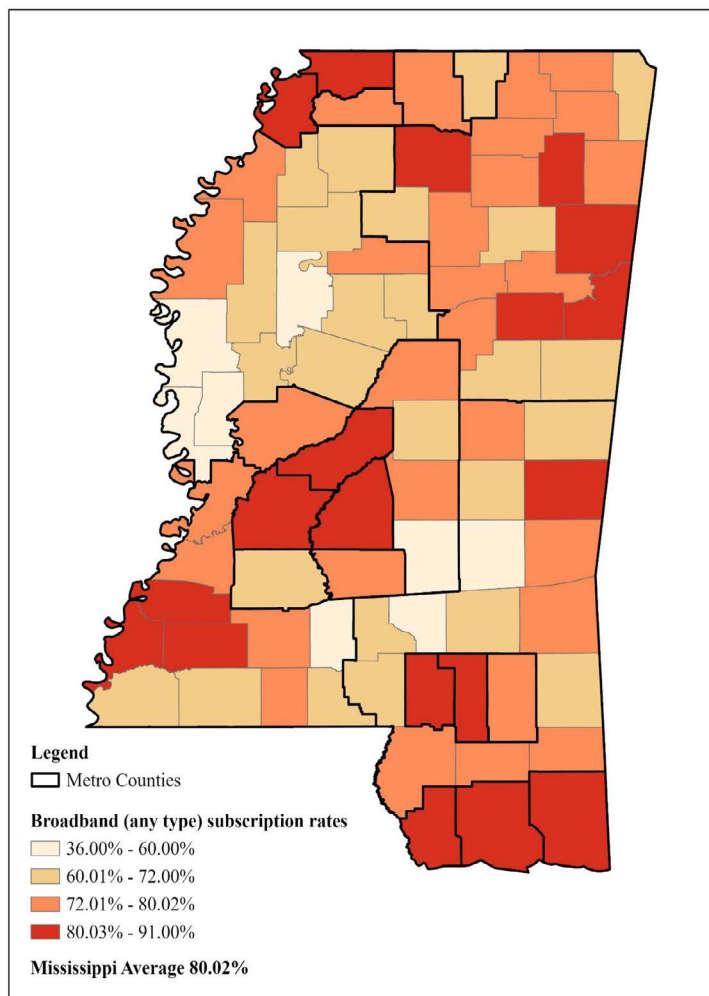 Legend
Metro Counties
Broadband (any type) subscription rates
36.00% - 60.00%
60.01% - 72.00%
72.01% - 80.02%
80.03% - 91.00%
Mississippi Average 80.02%